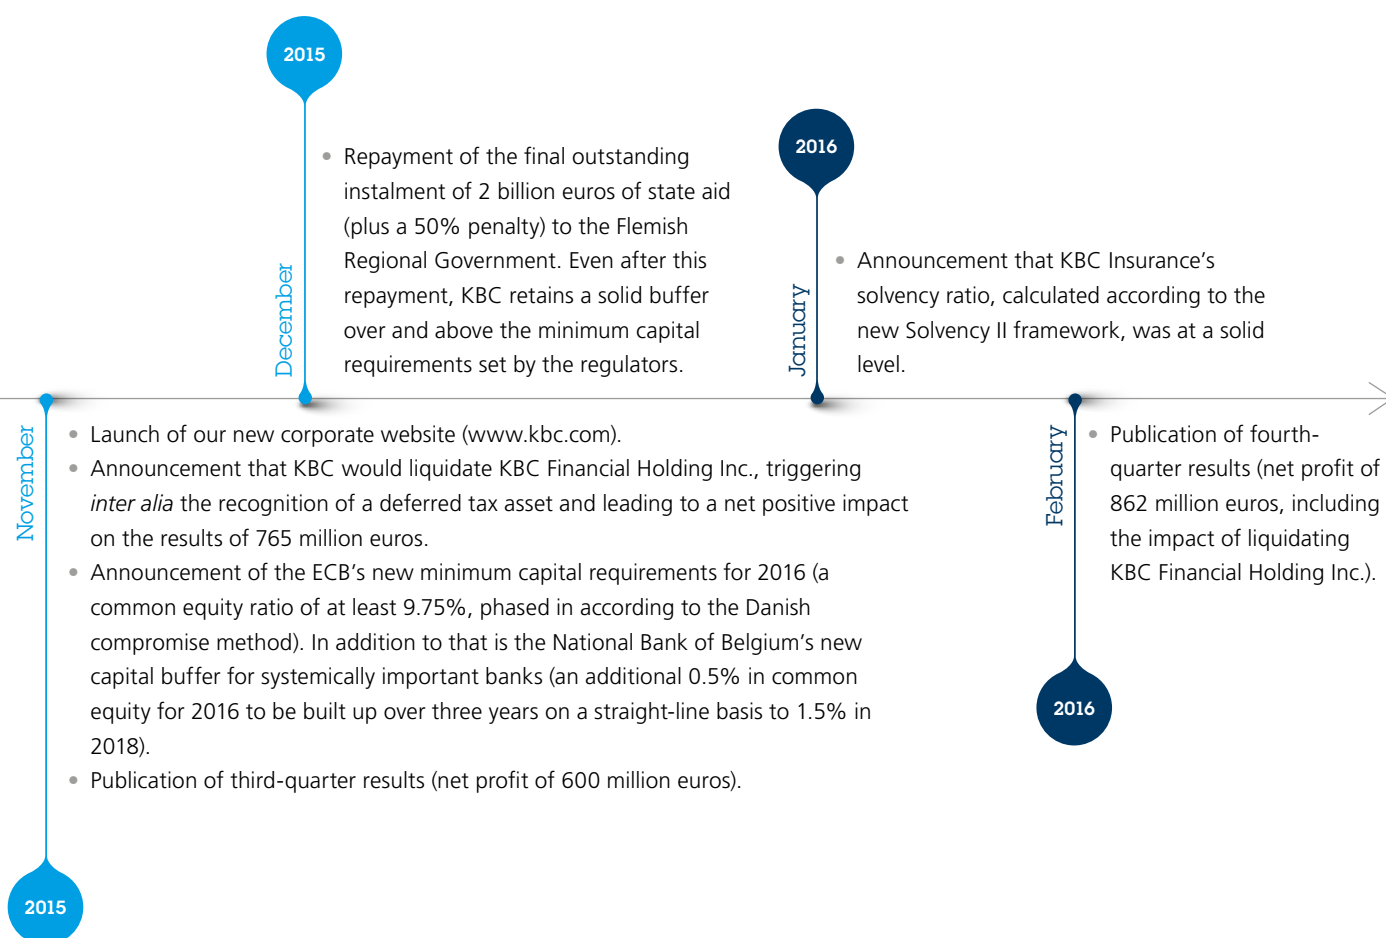 2015
December
• Repayment of the final outstanding
instalment of 2 billion euros of state aid
(plus a 50% penalty) to the Flemish
Regional Government. Even after this
repayment, KBC retains a solid buffer
over and above the minimum capital
requirements set by the regulators.
2016
January
• Announcement that KBC Insurance’s
solvency ratio, calculated according to the
new Solvency II framework, was at a solid
level.
November
• Launch of our new corporate website (www.kbc.com).
• Announcement that KBC would liquidate KBC Financial Holding Inc., triggering
inter alia the recognition of a deferred tax asset and leading to a net positive impact
on the results of 765 million euros.
• Announcement of the ECB’s new minimum capital requirements for 2016 (a
common equity ratio of at least 9.75%, phased in according to the Danish
compromise method). In addition to that is the National Bank of Belgium’s new
capital buffer for systemically important banks (an additional 0.5% in common
equity for 2016 to be built up over three years on a straight-line basis to 1.5% in
2018).
• Publication of third-quarter results (net profit of 600 million euros).
2015
February
• Publication of fourth-
quarter results (net profit of
862 million euros, including
the impact of liquidating
KBC Financial Holding Inc.).
2016